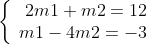 2m1 + m2 = 12
m1 − 4m2 = −3